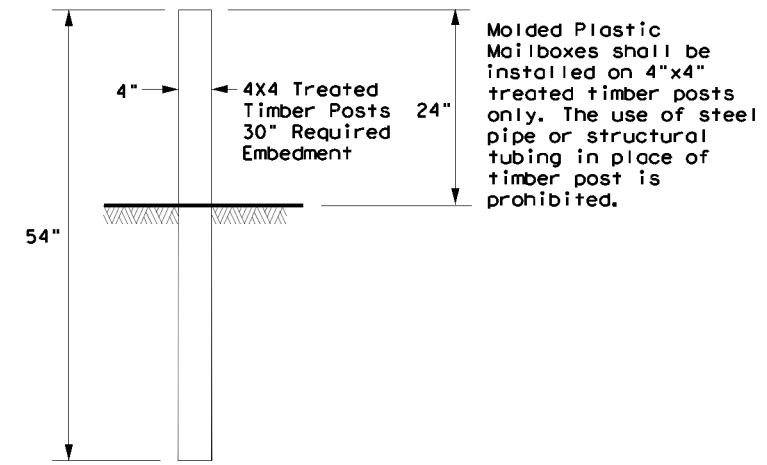 Molded Plastic
Mailboxes shall be
installed on 4"x4"
treated timber posts
only. The use of steel
pipe or structural
tubing in place of
timber post is
prohibited.
4"
4X4 Treated
Timber Posts
30" Required
Embedment
24"
54"